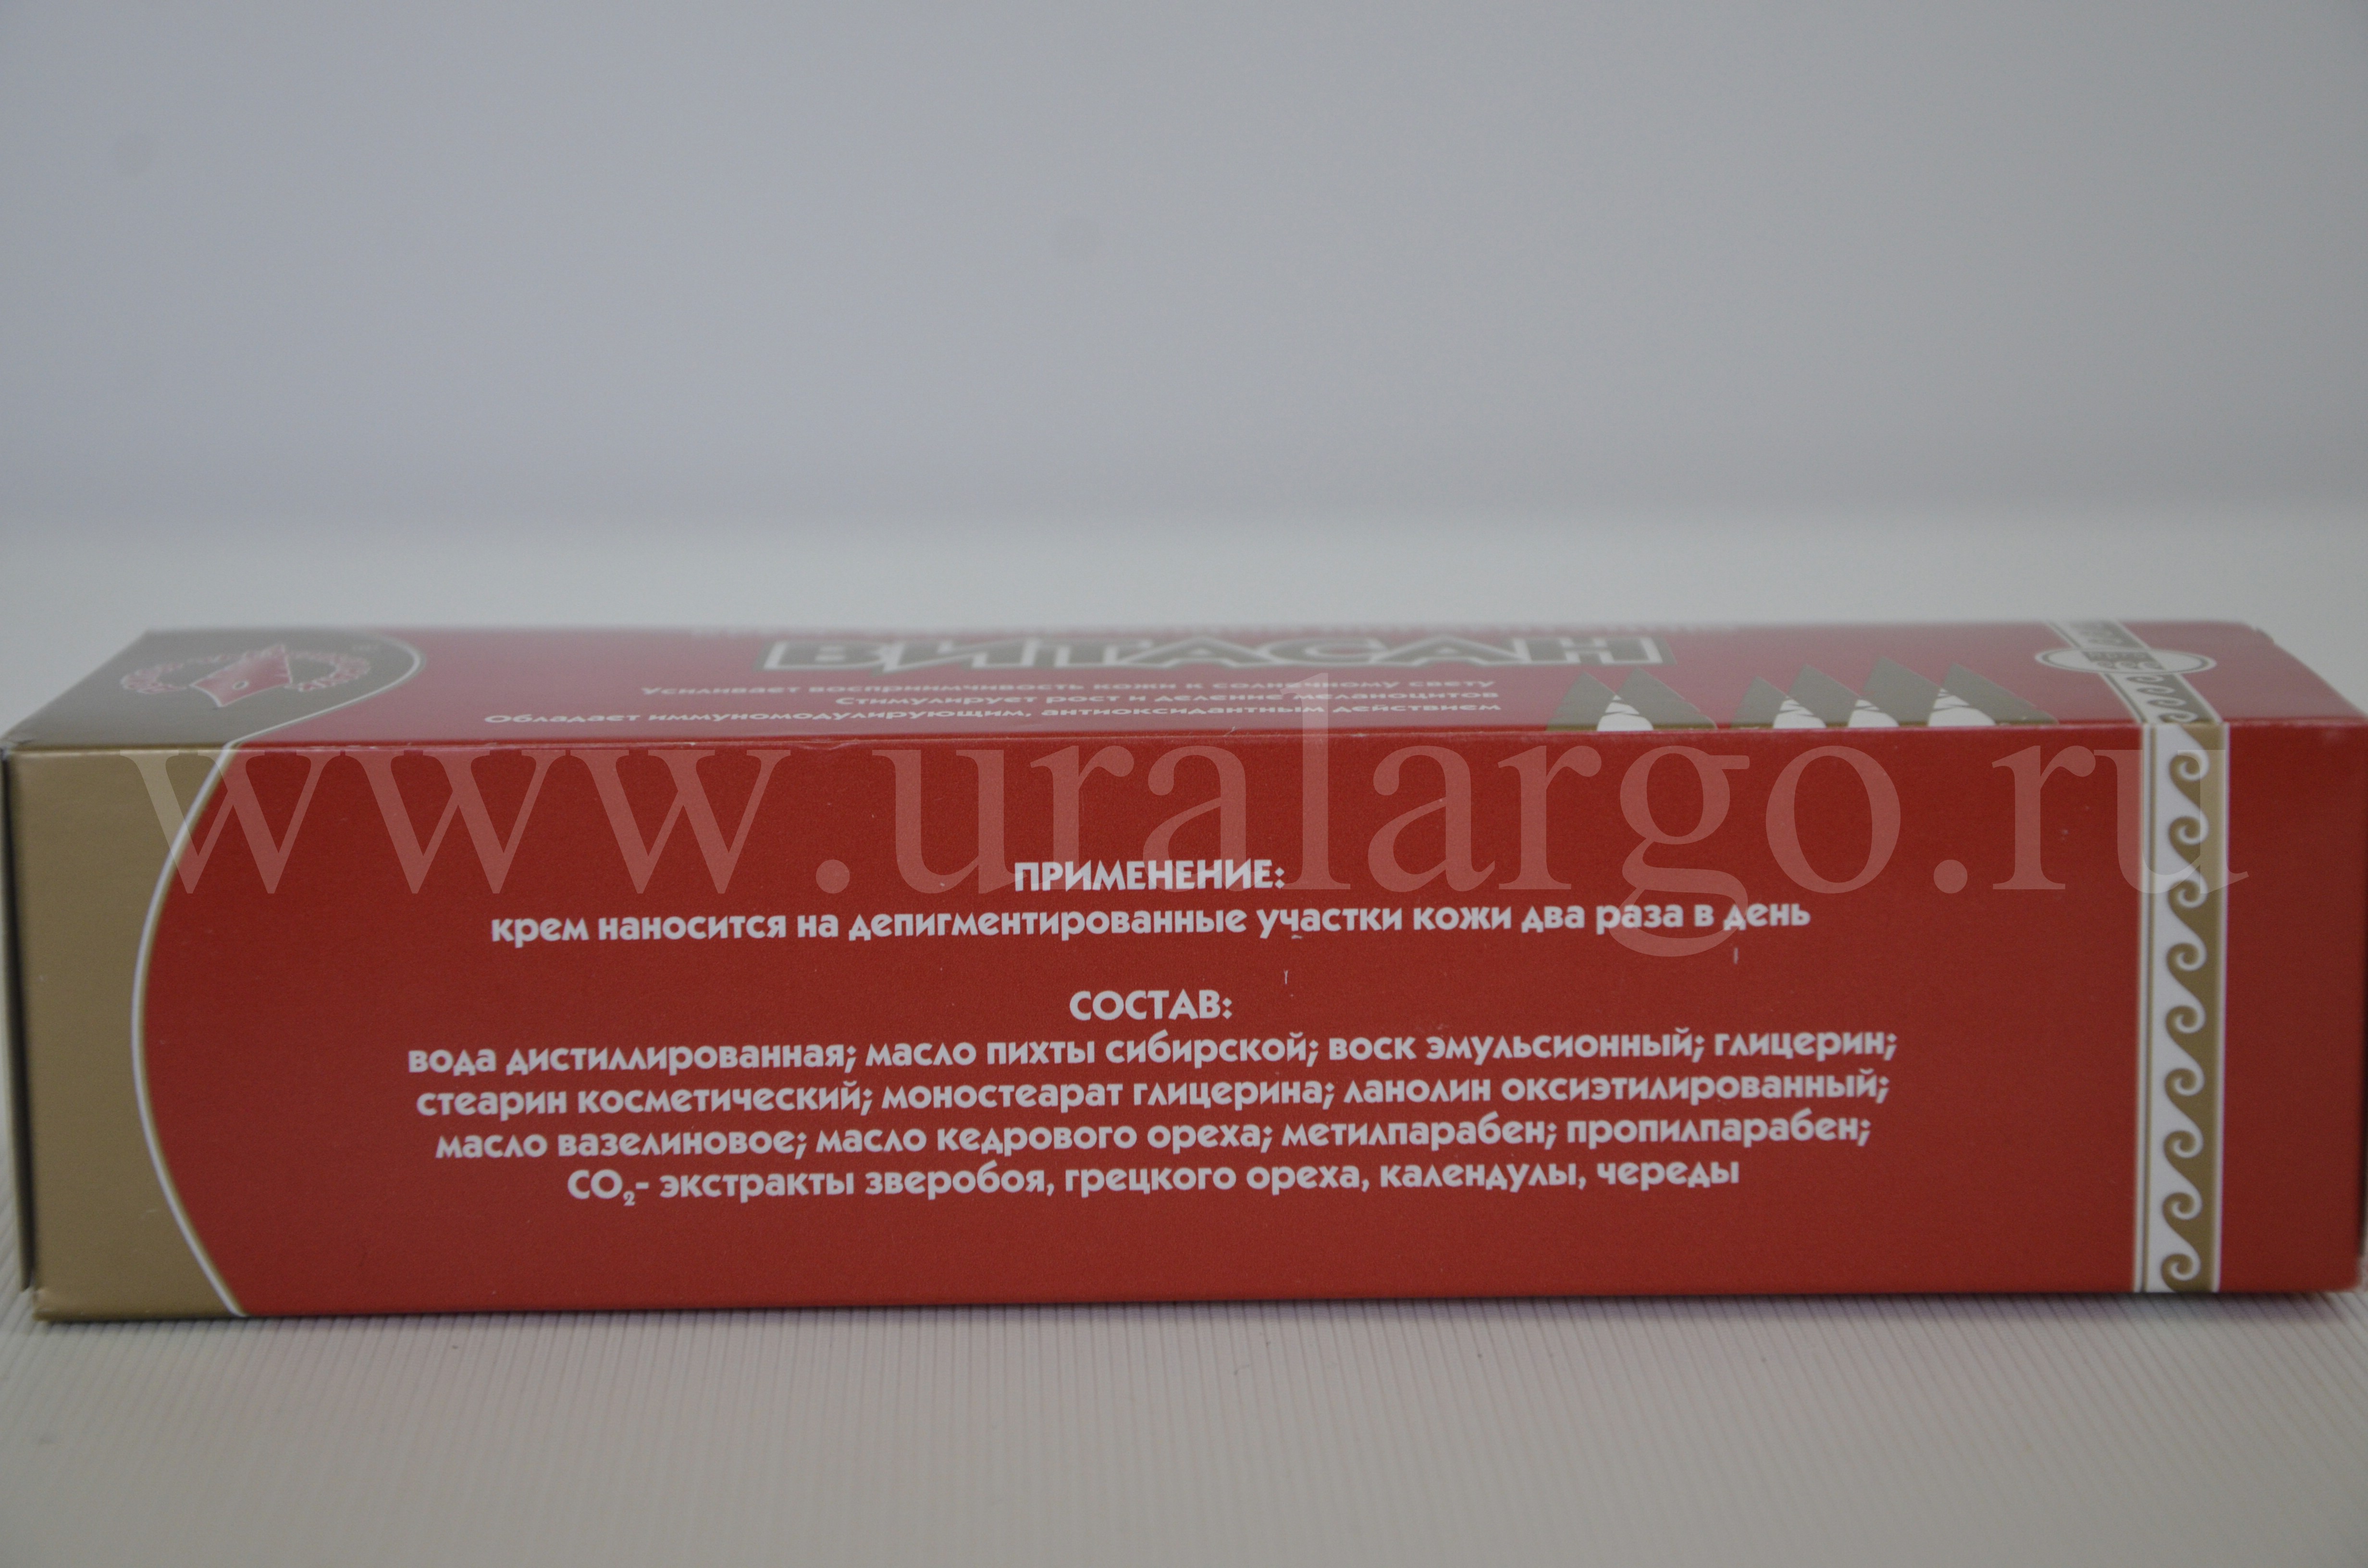 ВИТАСАН
Усиливает восприимчивость кожи к солнечному свету
Стимулирует рост и деление меланоцитов
Обладает иммуномодулирующим, антиоксидантным действием
www.uralargo.ru
ПРИМЕНЕНИЕ:
крем наносится на депигментированные участки кожи два раза в день
СОСТАВ:
вода дистиллированная; масло пихты сибирской; воск эмульсионный; глицерин;
стеарин косметический; моностеарат глицерина; ланолин оксиэтилированный;
масло вазелиновое; масло кедрового ореха; метилпарабен; пропилпарабен;
CO₂- экстракты зверобоя, грецкого ореха, календулы, череды